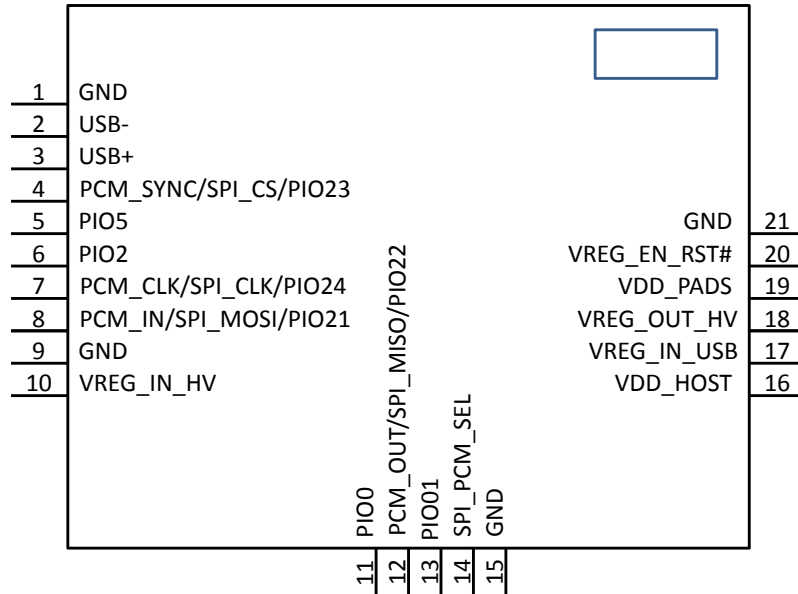 1 GND
2 USB-
3 USB+
4 PCM_SYNC/SPI_CS/PIO23
5 PIO5
6 PIO2
7 PCM_CLK/SPI_CLK/PIO24
8 PCM_IN/SPI_MOSI/PIO21
9 GND
10 VREG_IN_HV
11 PIO0
12 PCM_OUT/SPI_MISO/PIO22
13 PIO01
14 SPI_PCM_SEL
15 GND
GND 21
VREG_EN_RST# 20
VDD_PADS 19
VREG_OUT_HV 18
VREG_IN_USB 17
VDD_HOST 16